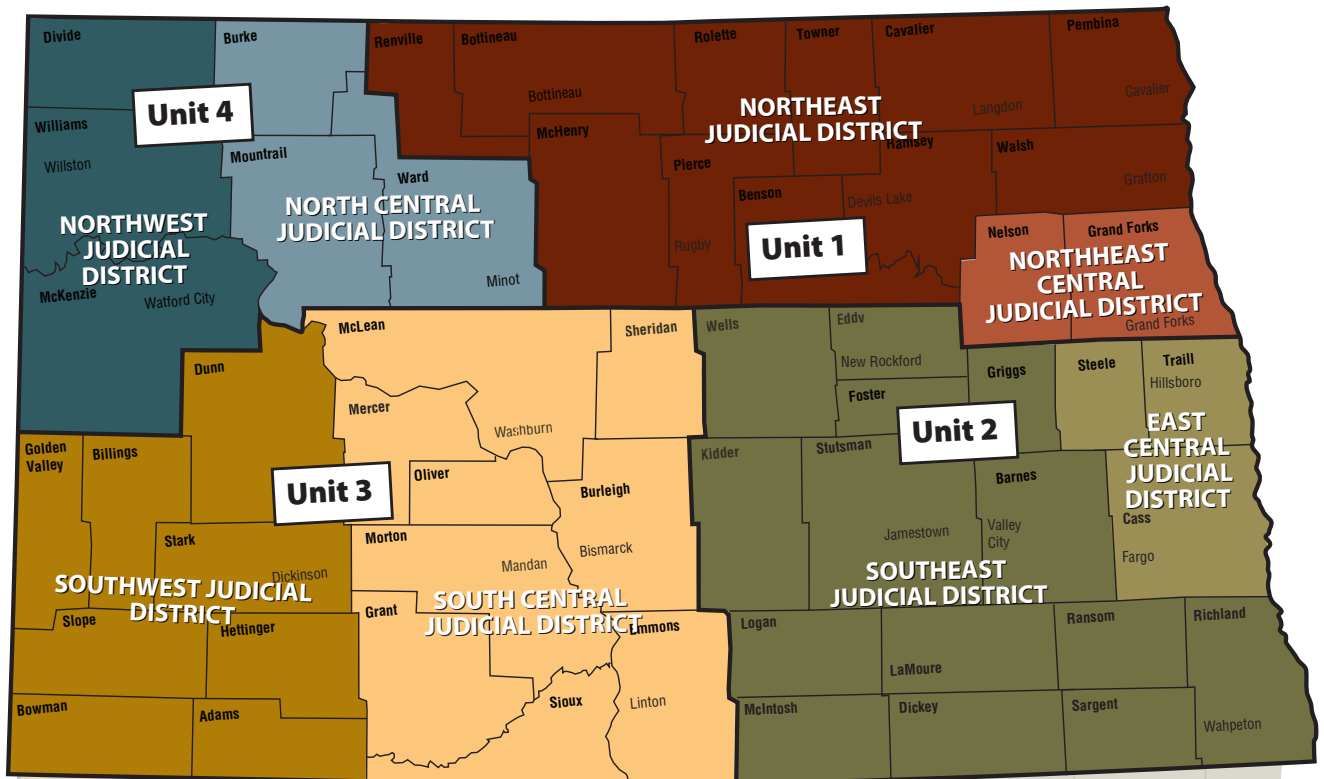 Divide
Burke
Renville
Bottineau
Rolette
Towner
Cavalier
Pembina
Unit 4
Bottineau
NORTHEAST
JUDICIAL DISTRICT
Langdon
Cavalier
Williams
Willston
Mountrail
McHenry
Pierce
Ramsey
Walsh
Ward
Benson
Devils Lake
Grafton
NORTHWEST
JUDICIAL
DISTRICT
NORTH CENTRAL
JUDICIAL DISTRICT
Rugby
Unit 1
Nelson
Grand Forks
NORTHHEAST
CENTRAL
JUDICIAL DISTRICT
Grand Forks
McKenzie
Watford City
Minot
McLean
Sheridan
Wells
Eddy
New Rockford
Griggs
Steele
Traill
Hillsboro
Dunn
Mercer
Washburn
Foster
Unit 2
EAST
CENTRAL
JUDICIAL
DISTRICT
Golden
Valley
Billings
Unit 3
Oliver
Burleigh
Kidder
Stutsman
Barnes
Cass
Stark
Dickinson
Morton
Mandan
Bismarck
Jamestown
Valley
City
Fargo
SOUTHWEST JUDICIAL
DISTRICT
SOUTH CENTRAL
JUDICIAL DISTRICT
SOUTHEAST
JUDICIAL DISTRICT
Slope
Hettinger
Grant
Emmons
Logan
LaMoure
Ransom
Richland
Bowman
Adams
Sioux
Linton
McIntosh
Dickey
Sargent
Wahpeton